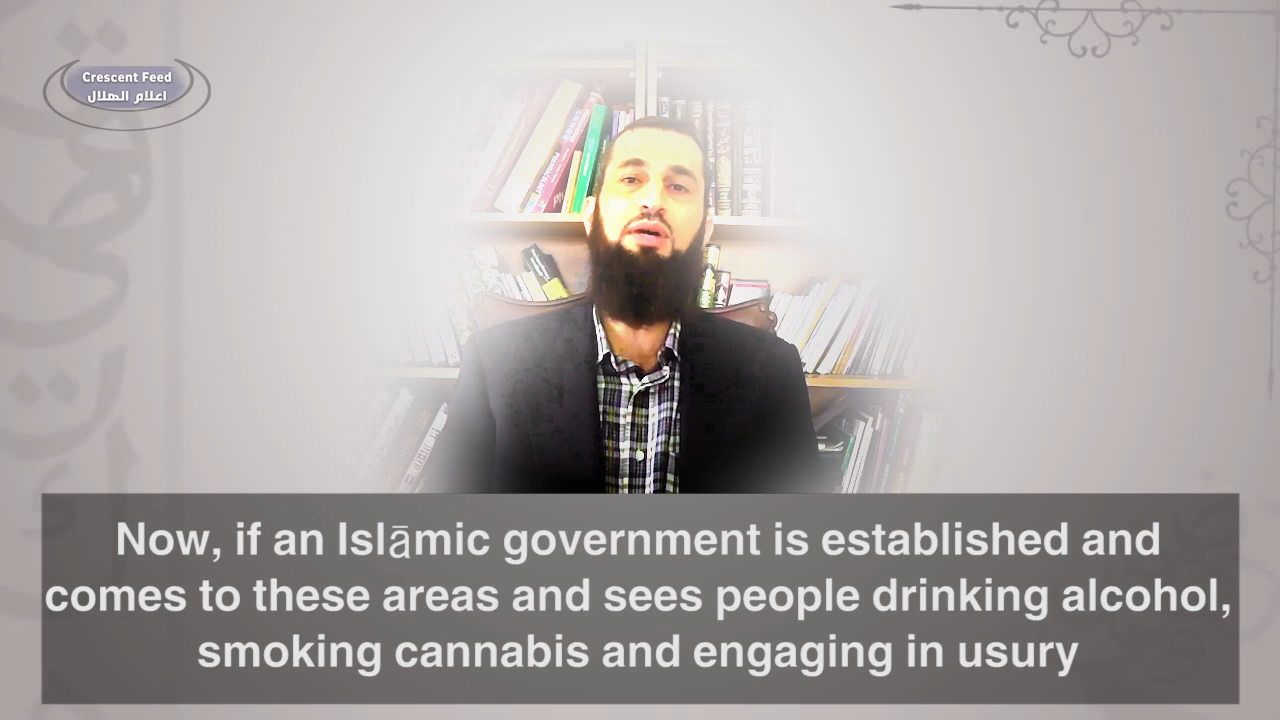 Crescent Feed
اعلام الهلال
Now, if an Islāmic government is established and
comes to these areas and sees people drinking alcohol,
smoking cannabis and engaging in usury